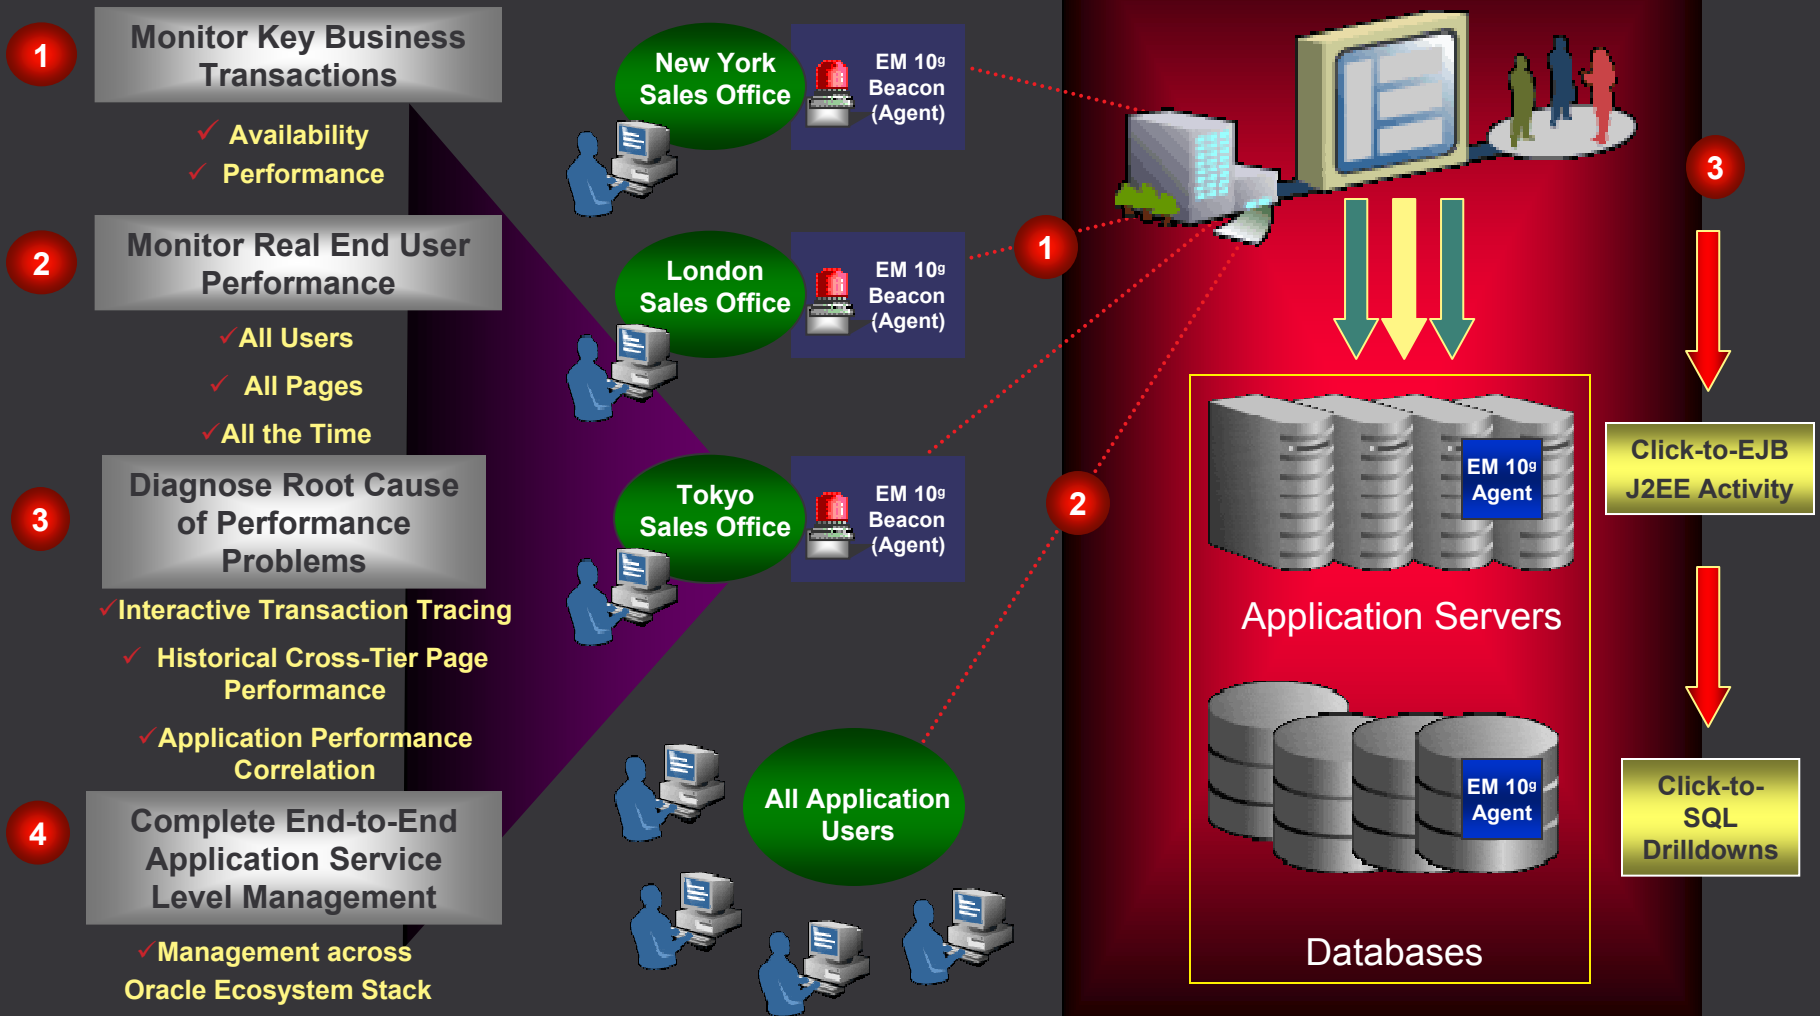 1
Monitor Key Business
Transactions
✓ Availability
✓ Performance
2
Monitor Real End User
Performance
✓All Users
✓ All Pages
✓All the Time
3
Diagnose Root Cause
of Performance
Problems
✓Interactive Transaction Tracing
✓ Historical Cross-Tier Page
Performance
✓Application Performance
Correlation
4
Complete End-to-End
Application Service
Level Management
✓Management across
Oracle Ecosystem Stack
New York
Sales Office
EM 10g
Beacon
(Agent)
London
Sales Office
EM 10g
Beacon
(Agent)
Tokyo
Sales Office
EM 10g
Beacon
(Agent)
All Application
Users
1
2
3
EM 10g
Agent
Application Servers
EM 10g
Agent
Databases
Click-to-EJB
J2EE Activity
Click-to-
SQL
Drilldowns